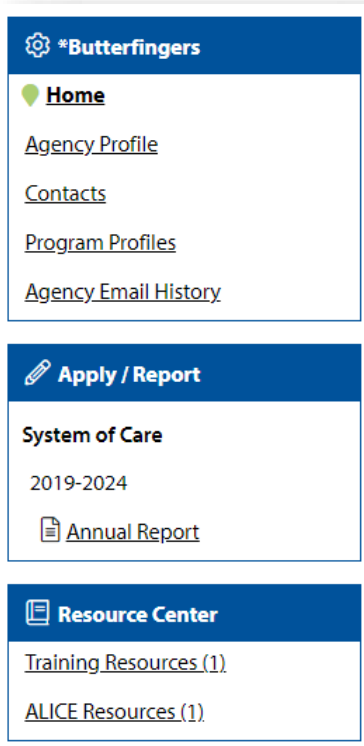 *Butterfingers
Home
Agency Profile
Contacts
Program Profiles
Agency Email History
Apply / Report
System of Care
2019-2024
Annual Report
Resource Center
Training Resources (1)
ALICE Resources (1)